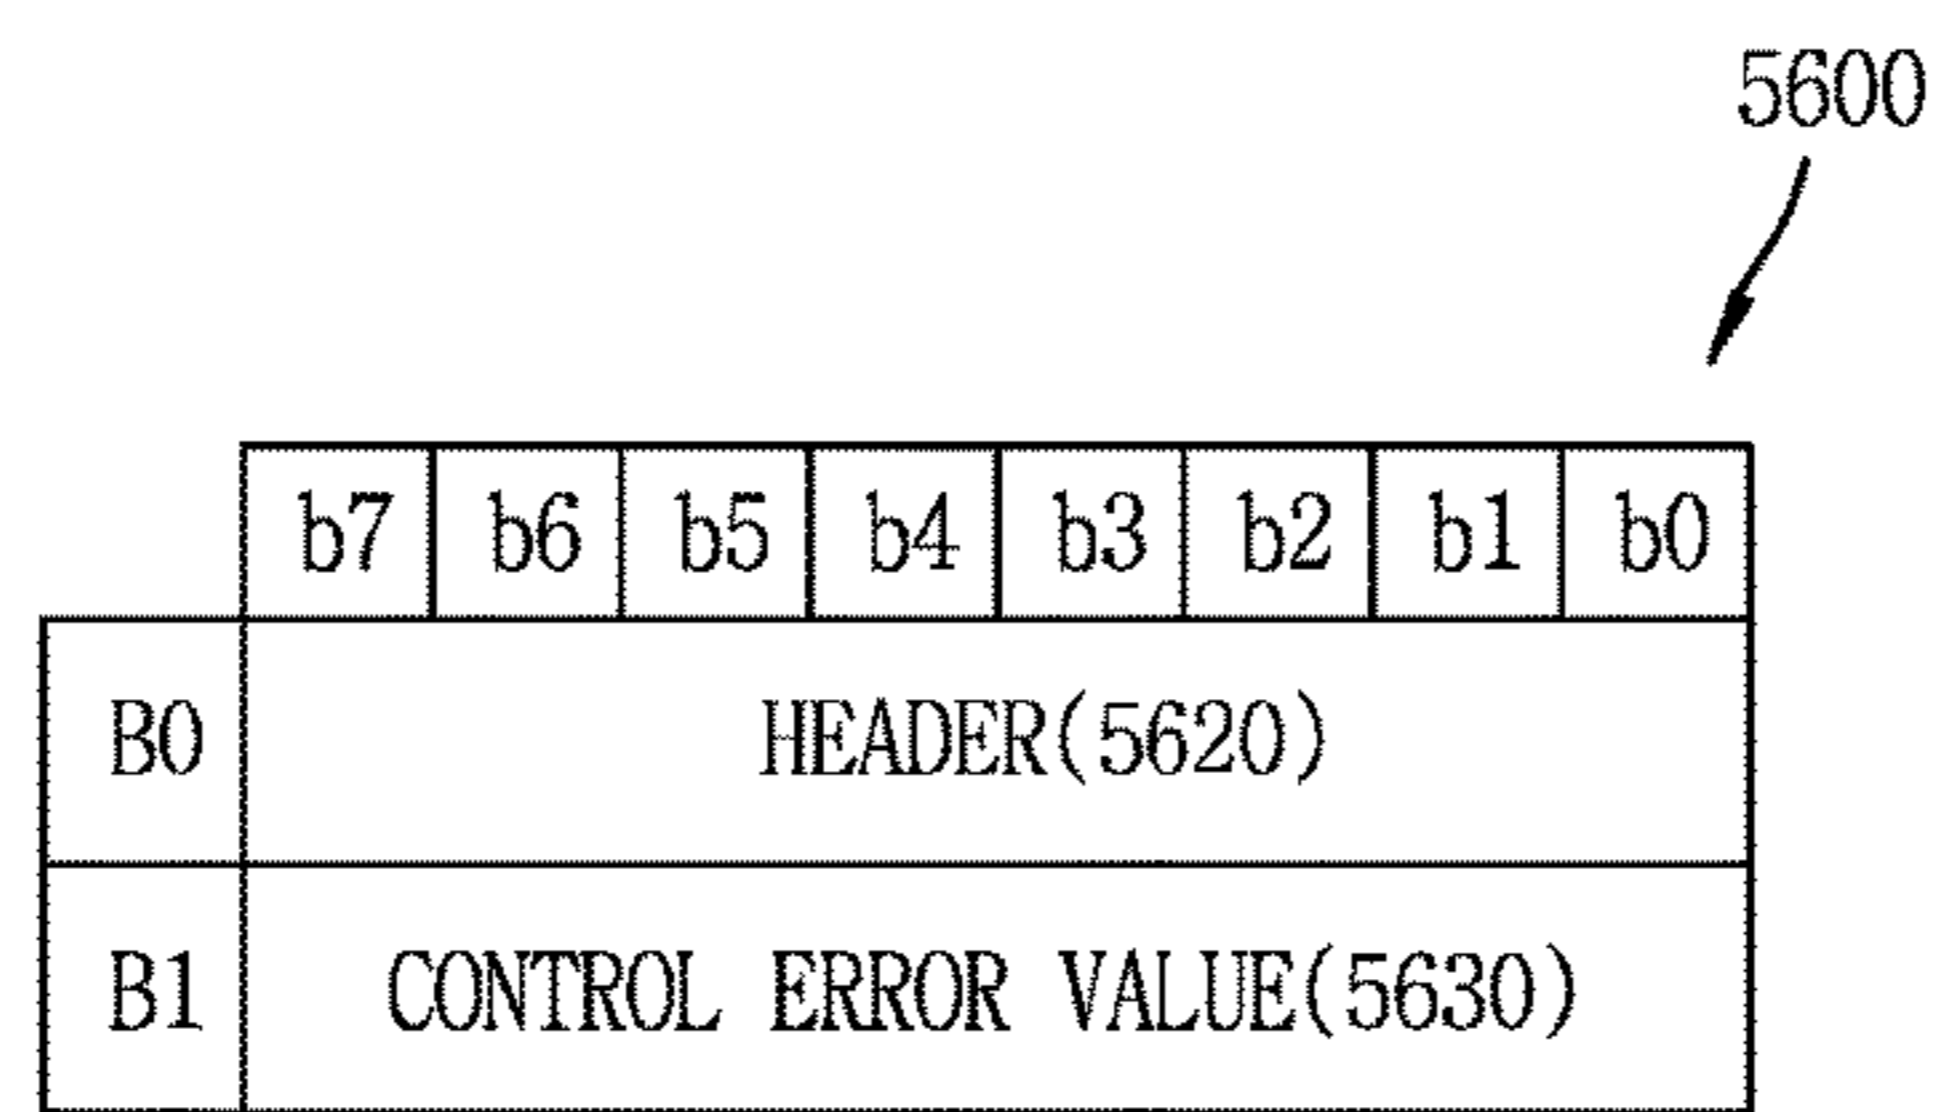 5600
b7 b6 b5 b4 b3 b2 b1 b0
B0 HEADER(5620)
B1 CONTROL ERROR VALUE(5630)